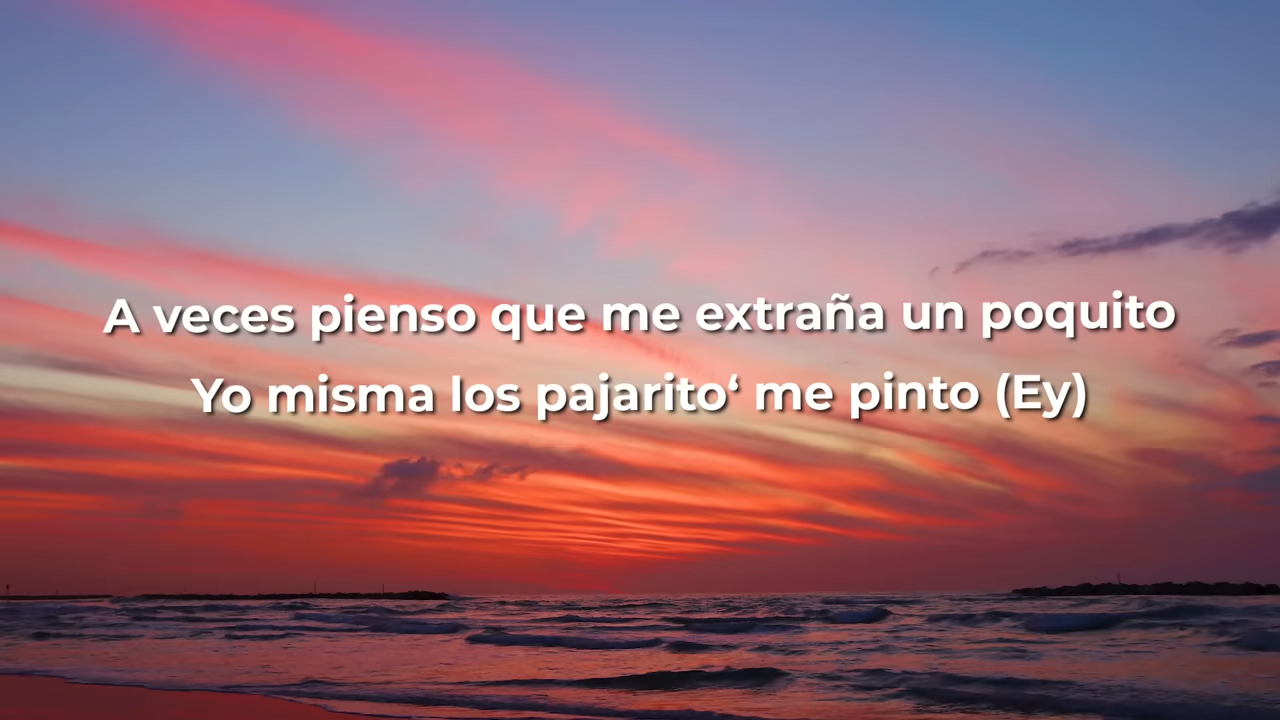 A veces pienso que me extraña un poquito
Yo misma los pajarito‘ me pinto (Ey)